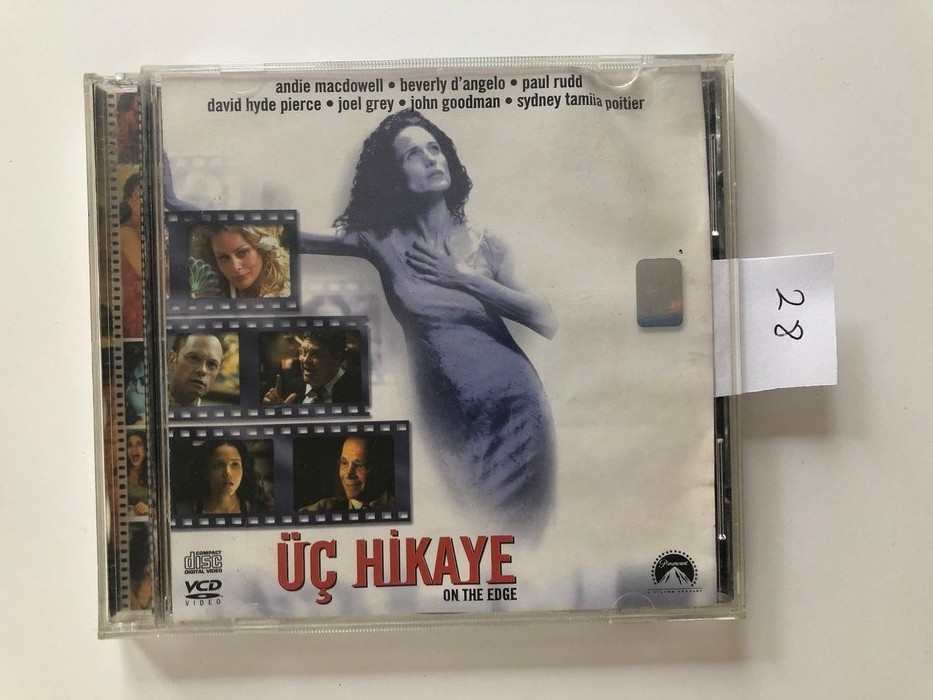 andie macdowell • beverly d'angelo • paul rudd
david hyde pierce • joel grey • john goodman • sydney tamiia poitier
28
COMPACT
disc
DIGITAL VIDEO
VCD
VIDEO
ÜÇ HİKAYE
ON THE EDGE
Paramount